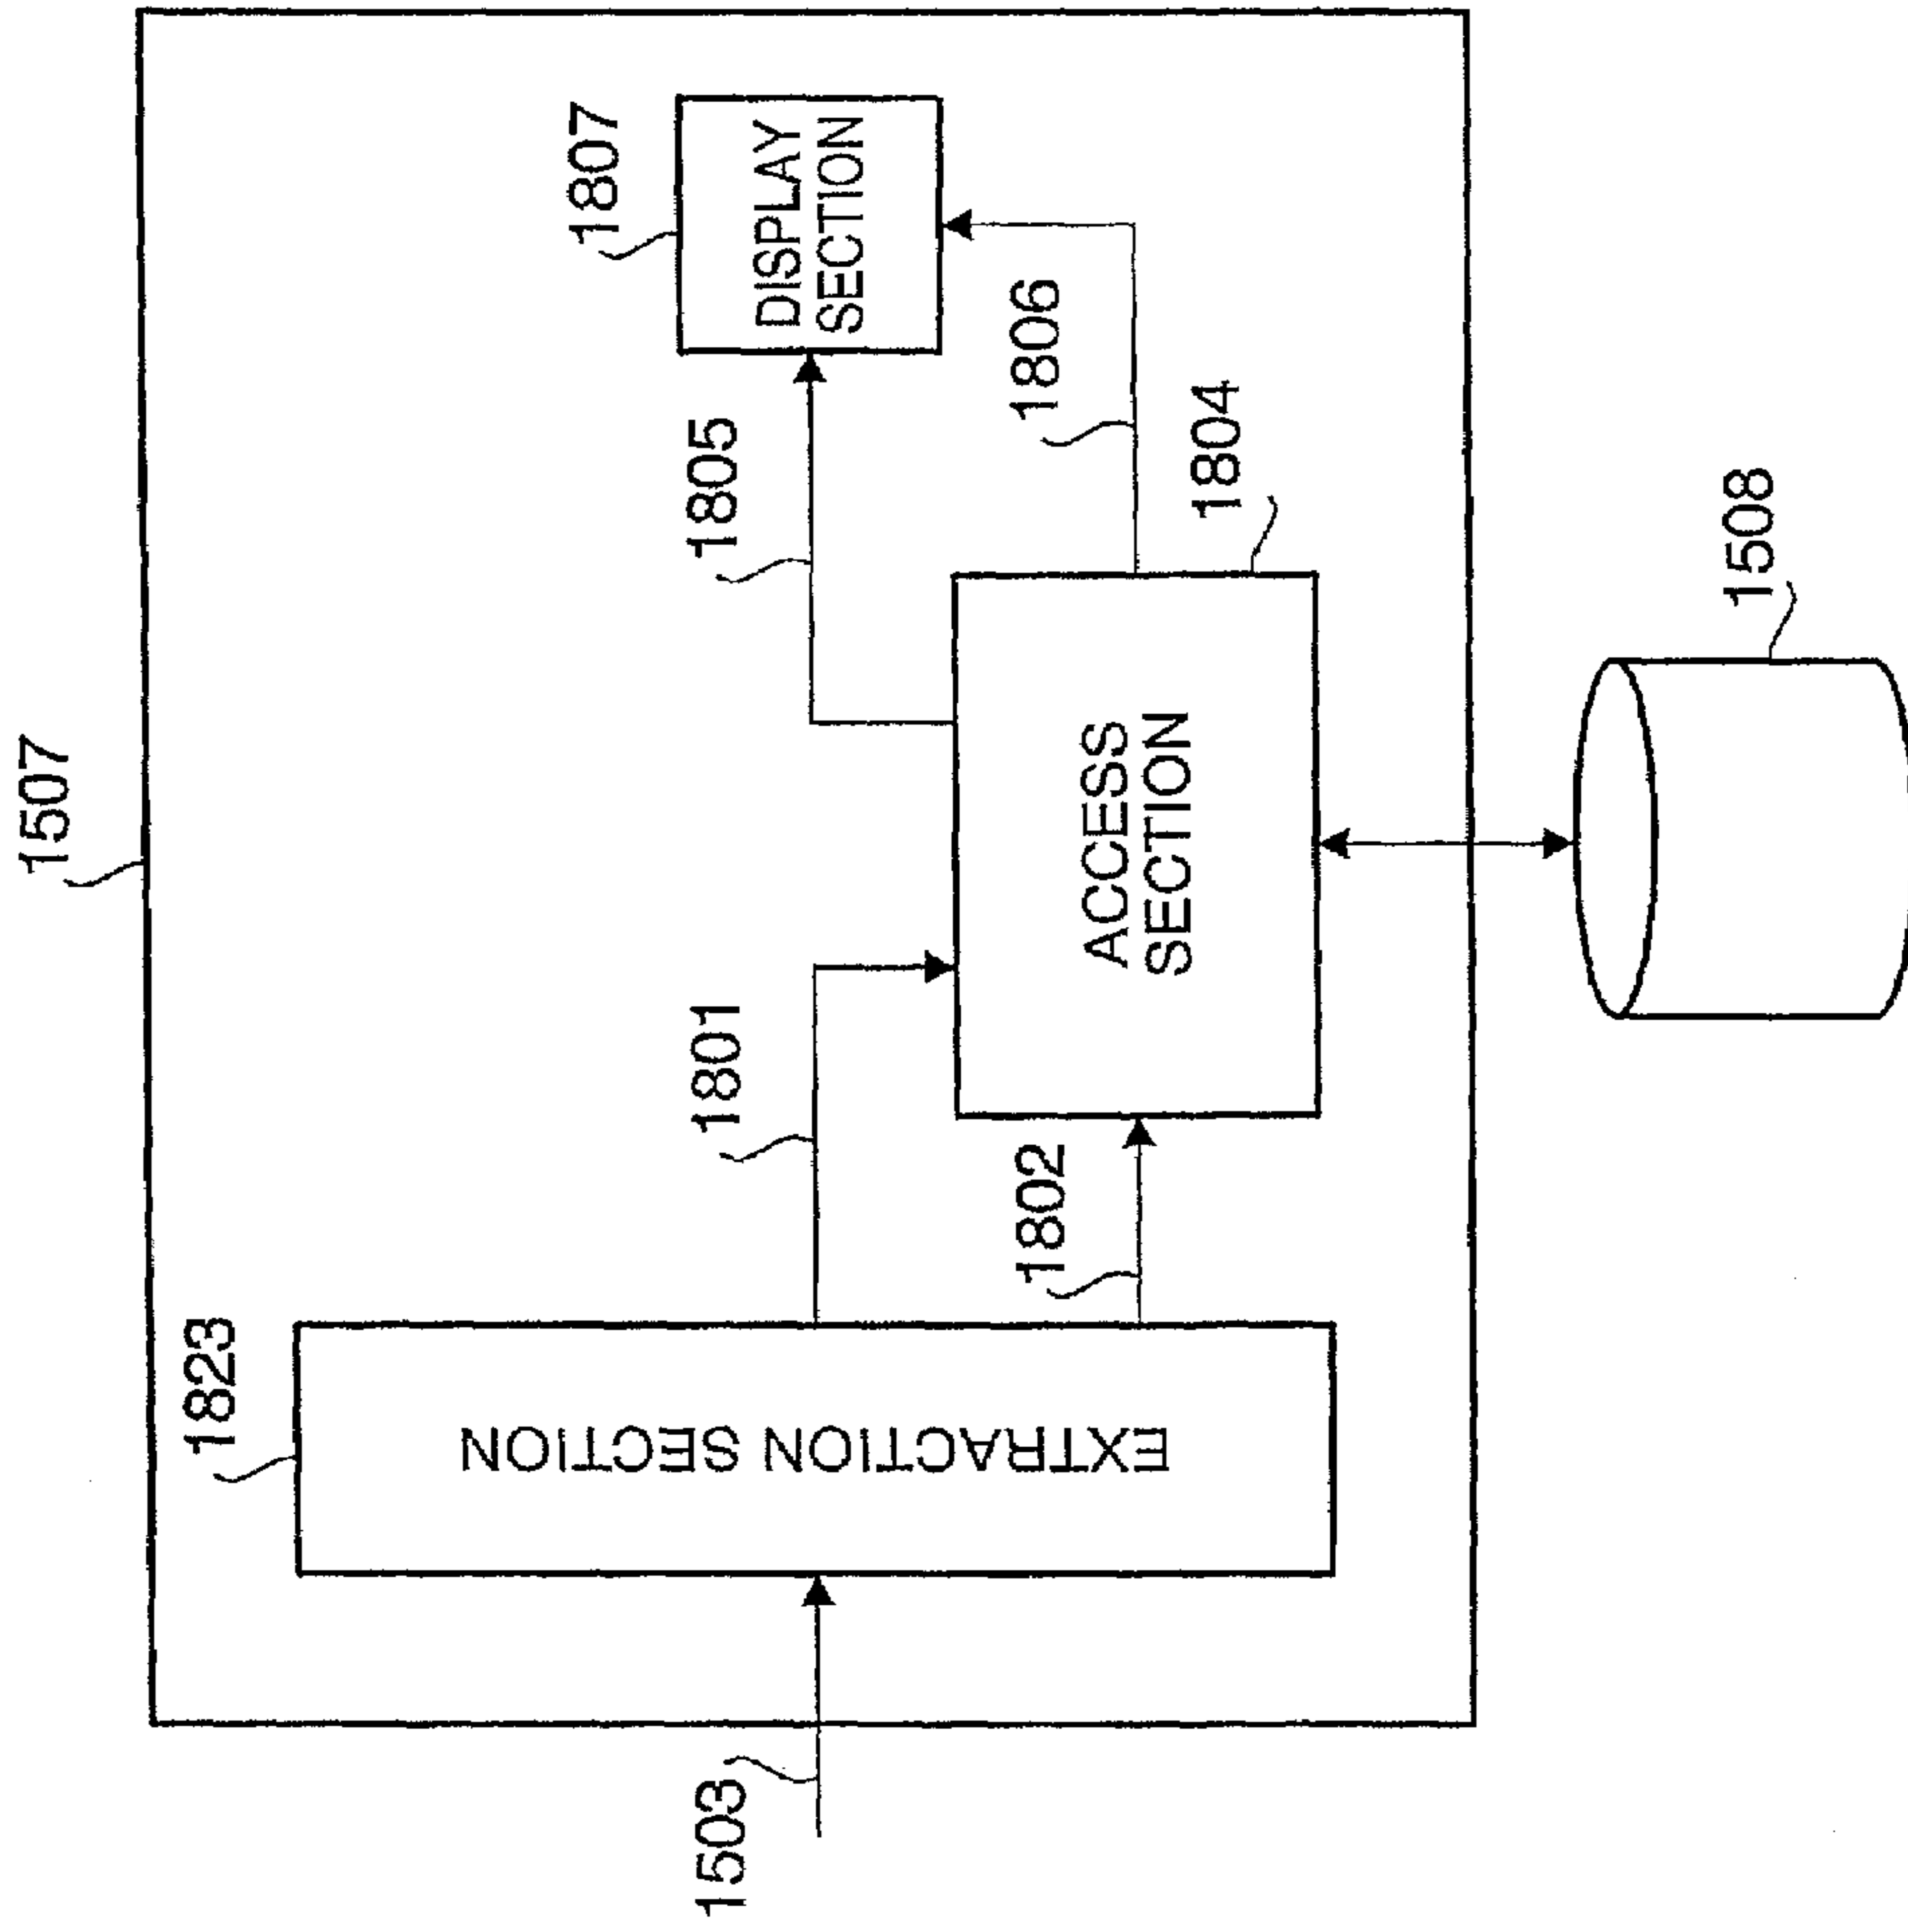 1507
1823
1807
DISPLAY
SECTION
1503
EXTRACTION SECTION
1801
1805
1802
ACCESS
SECTION
1806
1804
1508